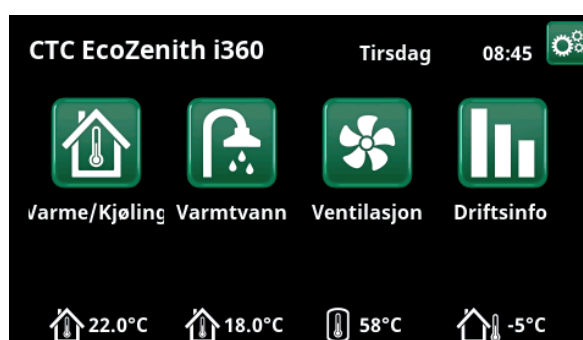 CTC EcoZenith i360 Tirsdag 08:45
Varme/Kjøling Varmtvann Ventilasjon Driftsinfo
22.0°C 18.0°C 58°C -5°C